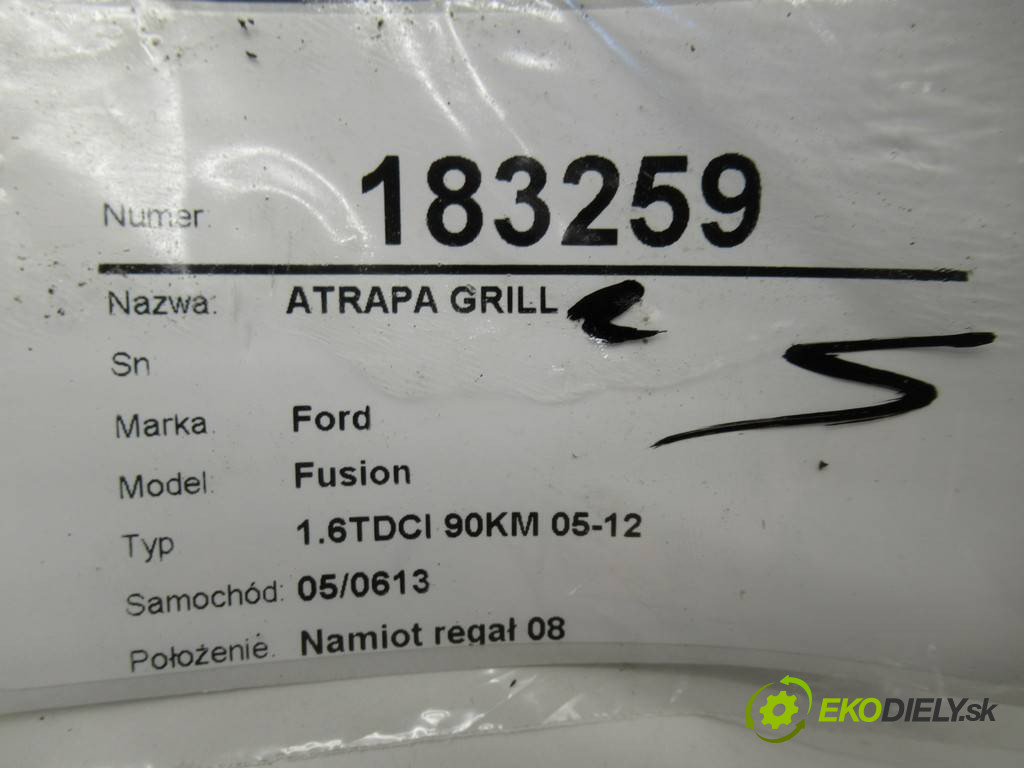 Numer: 183259
Nazwa: ATRAPA GRILL
Sn
Marka Ford
Model: Fusion
Typ 1.6TDCI 90KM 05-12
Samochód: 05/0613
Położenie. Namiot regał 08
EKODIELY.sk